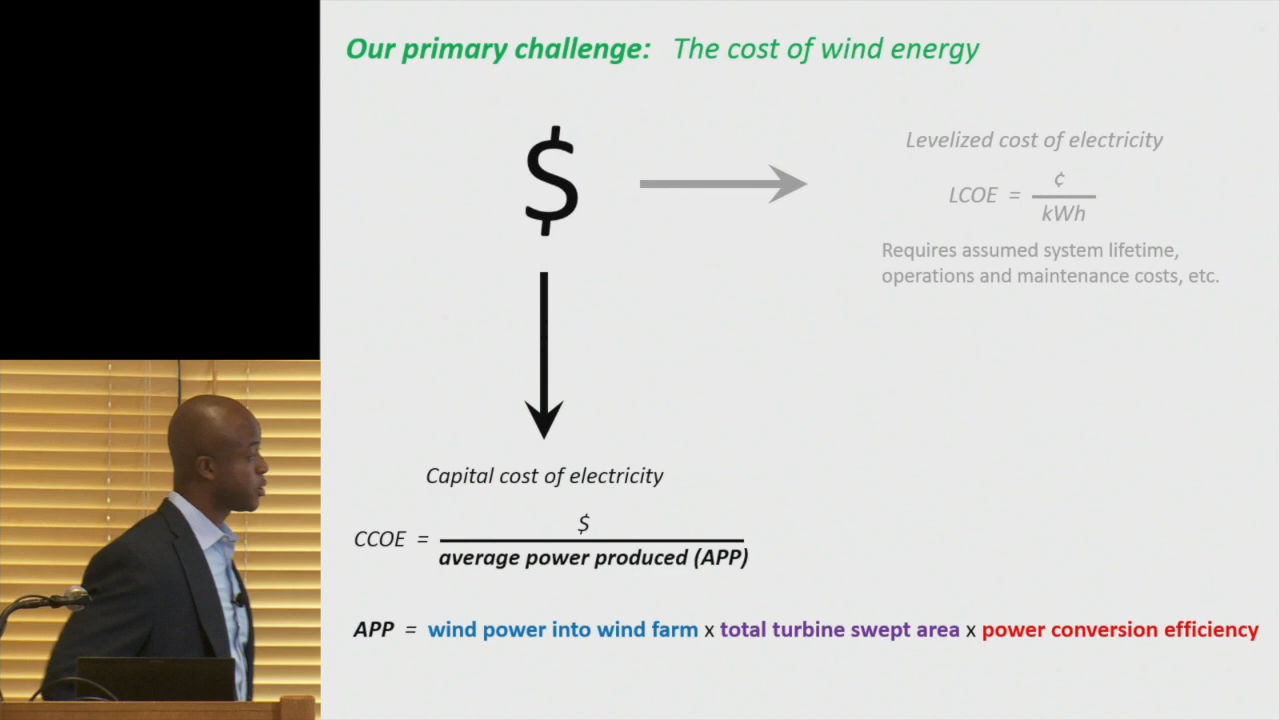 Our primary challenge: The cost of wind energy
$
Levelized cost of electricity
LCOE = ¢
kWh
Requires assumed system lifetime,
operations and maintenance costs, etc.
Capital cost of electricity
CCOE = $
average power produced (APP)
APP = wind power into wind farm x total turbine swept area x power conversion efficiency